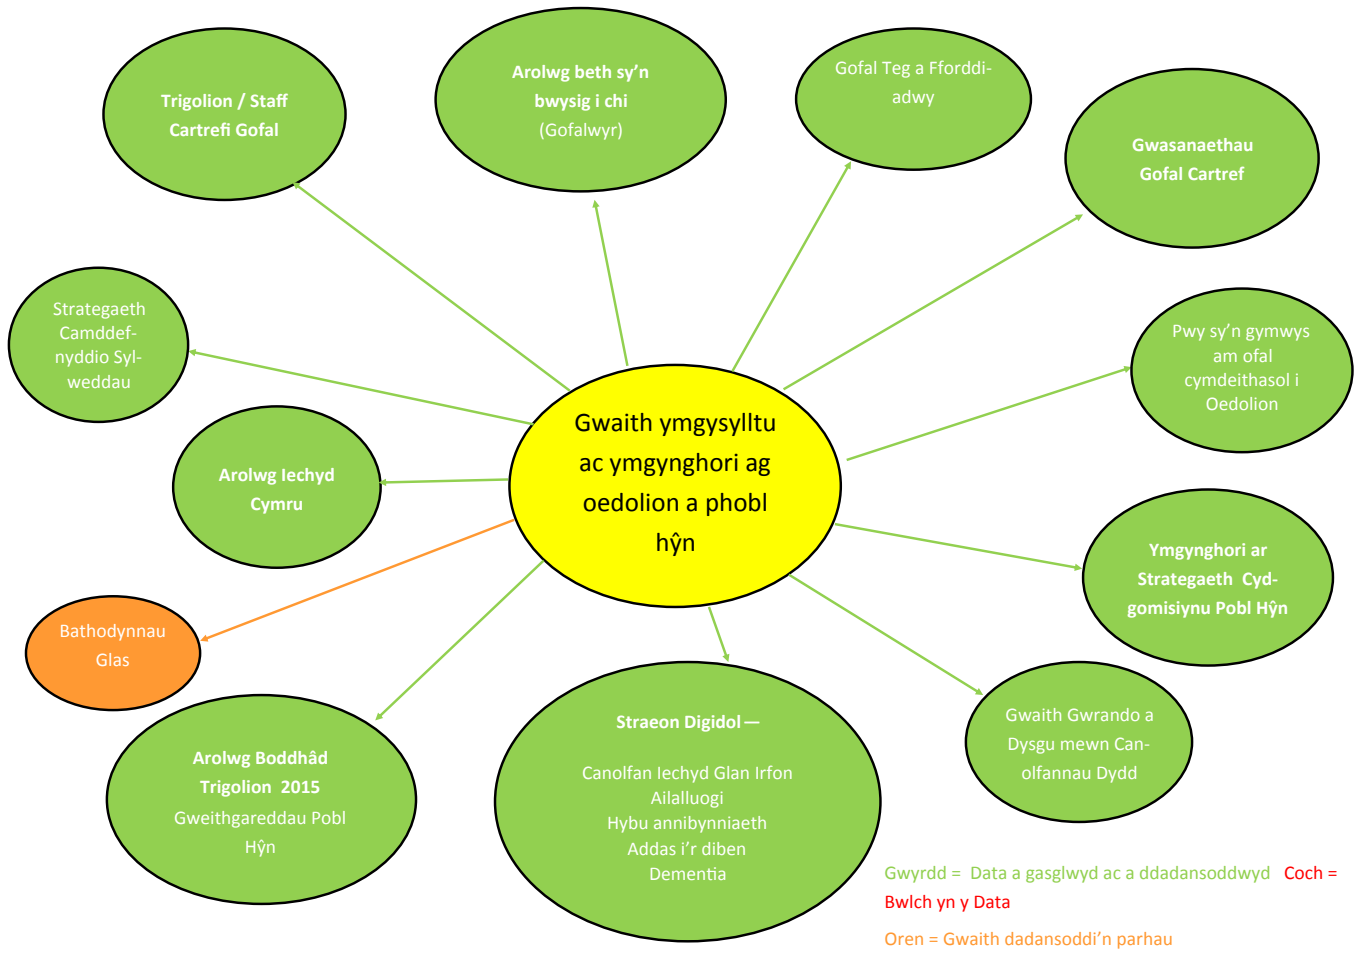 Trigolion / Staff
Cartrefi Gofal
Arolwg beth sy’n
bwysig i chi
(Gofalwyr)
Gofal Teg a Fforddi-
adwy
Gwasanaethau
Gofal Cartref
Strategaeth
Camddef-
nyddio Syl-
weddau
Pwy sy’n gymwys
am ofal
cymdeithasol i
Oedolion
Gwaith ymgysylltu
ac ymgynghori ag
oedolion a phobl
hŷn
Arolwg Iechyd
Cymru
Ymgynghori ar
Strategaeth Cyd-
gomisiynu Pobl Hŷn
Bathodynnau
Glas
Arolwg Boddhâd
Trigolion 2015
Gweithgareddau Pobl
Hŷn
Straeon Digidol —
Canolfan Iechyd Glan Irfon
Ailalluogi
Hybu annibynniaeth
Addas i’r diben
Dementia
Gwaith Gwrando a
Dysgu mewn Can-
olfannau Dydd
Gwyrdd = Data a gasglwyd ac a ddadansoddwyd Coch =
Bwlch yn y Data
Oren = Gwaith dadansoddi’n parhau